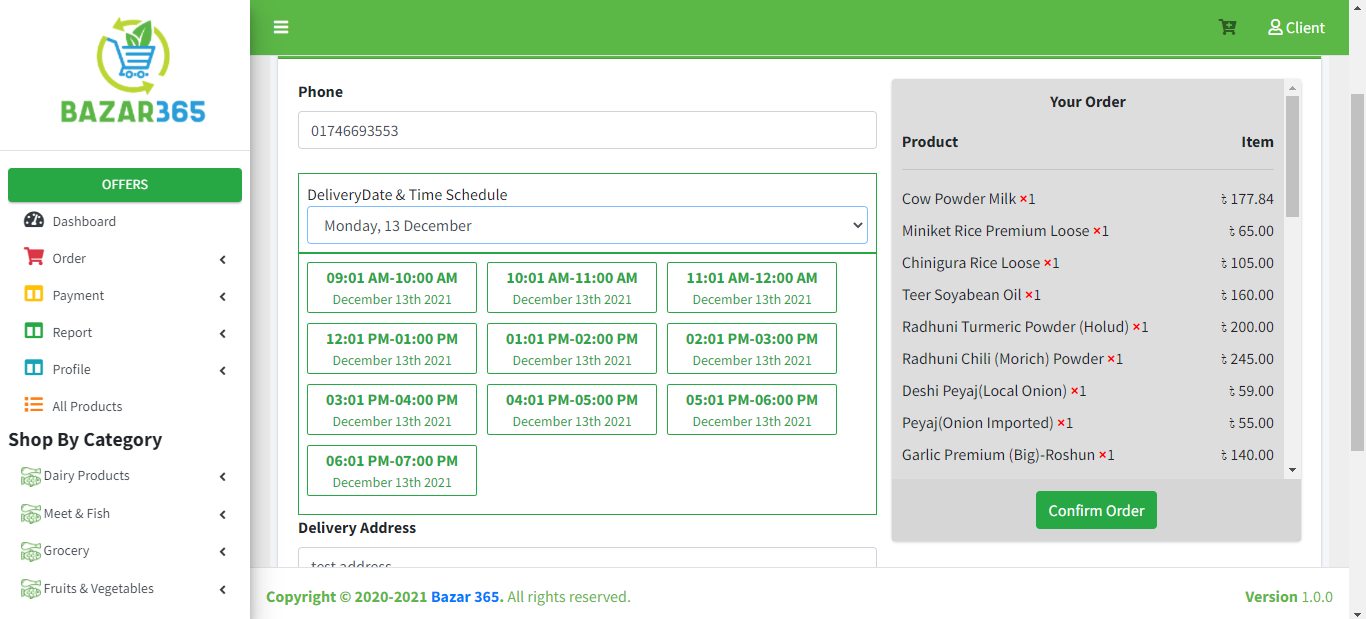 BAZAR365
OFFERS
Dashboard
Order
Payment
Report
Profile
All Products
Shop By Category
Dairy Products
Meet & Fish
Grocery
Fruits & Vegetables
Client
Phone
01746693553
DeliveryDate & Time Schedule
Monday, 13 December
09:01 AM-10:00 AM
December 13th 2021
10:01 AM-11:00 AM
December 13th 2021
11:01 AM-12:00 AM
December 13th 2021
12:01 PM-01:00 PM
December 13th 2021
01:01 PM-02:00 PM
December 13th 2021
02:01 PM-03:00 PM
December 13th 2021
03:01 PM-04:00 PM
December 13th 2021
04:01 PM-05:00 PM
December 13th 2021
05:01 PM-06:00 PM
December 13th 2021
06:01 PM-07:00 PM
December 13th 2021
Delivery Address
test address
Your Order
Product Item
Cow Powder Milk ×1 ৳ 177.84
Miniket Rice Premium Loose ×1 ৳ 65.00
Chinigura Rice Loose ×1 ৳ 105.00
Teer Soyabean Oil ×1 ৳ 160.00
Radhuni Turmeric Powder (Holud) ×1 ৳ 200.00
Radhuni Chili (Morich) Powder ×1 ৳ 245.00
Deshi Peyaj(Local Onion) ×1 ৳ 59.00
Peyaj(Onion Imported) ×1 ৳ 55.00
Garlic Premium (Big)-Roshun ×1 ৳ 140.00
Confirm Order
Copyright © 2020-2021 Bazar 365. All rights reserved.
Version 1.0.0